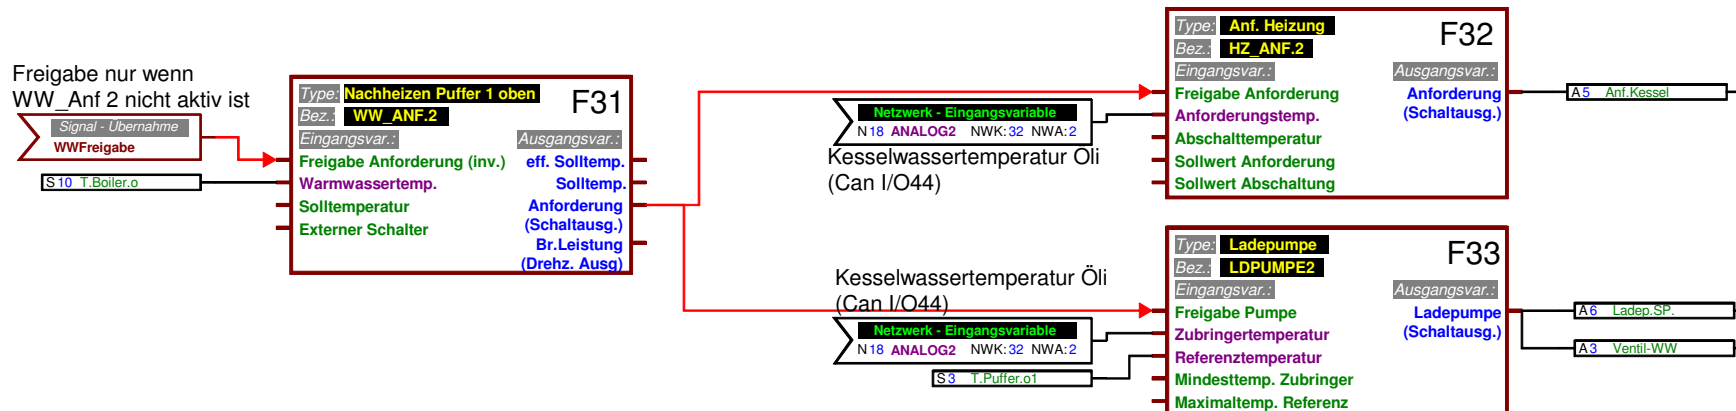 Freigabe nur wenn
WW_Anf 2 nicht aktiv ist
Signal - Übernahme
WWFreigabe
S 10 T.Boiler.o
Type: Nachheizen Puffer 1 oben
F31
Bez.: WW_ANF.2
Eingangsvar.: Ausgangsvar.:
Freigabe Anforderung (inv.) eff. Solltemp.
Warmwassertemp. Solltemp.
Solltemperatur Anforderung
(Schaltausg.)
Externer Schalter
Br.Leistung
(Drehz. Ausg)
Netzwerk - Eingangsvariable
N 18 ANALOG2 NWK: 32 NWA: 2
Kesselwassertemperatur Öli
(Can I/O44)
Type: Anf. Heizung
F32
Bez.: HZ_ANF.2
Eingangsvar.: Ausgangsvar.:
Freigabe Anforderung Anforderung
Anforderungstemp. (Schaltausg.)
Abschalttemperatur
Sollwert Anforderung
Sollwert Abschaltung
A 5 Anf.Kessel
Kesselwassertemperatur Öli
(Can I/O44)
Netzwerk - Eingangsvariable
N 18 ANALOG2 NWK: 32 NWA: 2
S 3 T.Puffer.o1
Type: Ladepumpe
F33
Bez.: LDPUMPE2
Eingangsvar.: Ausgangsvar.:
Freigabe Pumpe Ladepumpe
Zubringertemperatur (Schaltausg.)
Referenztemperatur
Mindesttemp. Zubringer
Maximaltemp. Referenz
A 6 Ladep.SP.
A 3 Ventil-WW